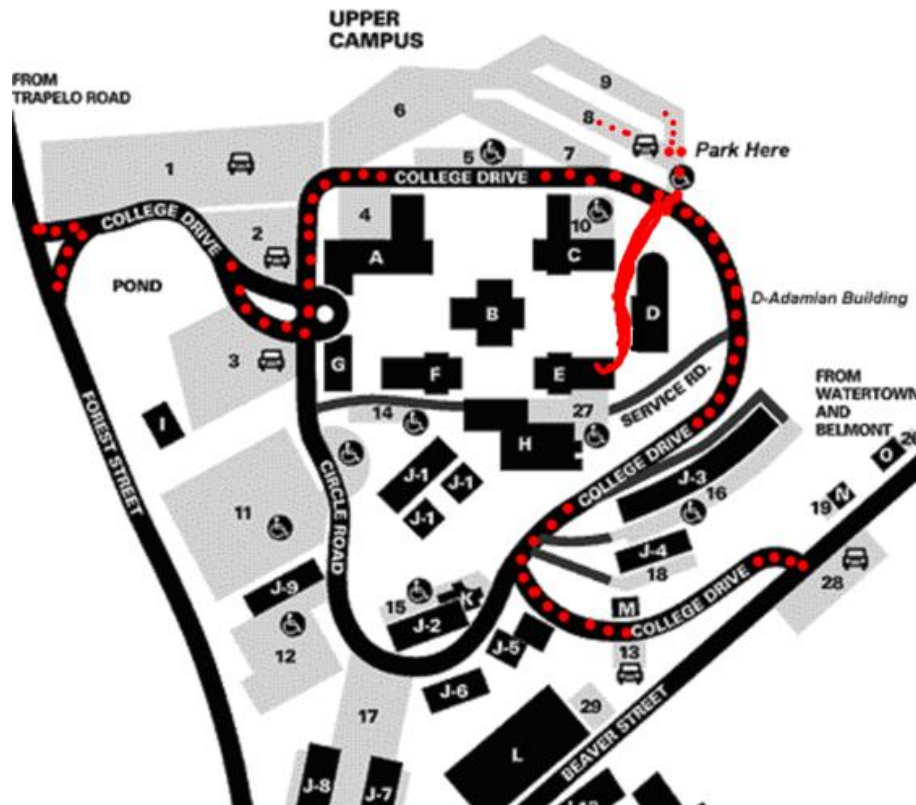 UPPER
CAMPUS
FROM
TRAPELO ROAD
9
6
8
1
5
7
Park Here
COLLEGE DRIVE
COLLEGE DRIVE
2
4
10
A
C
POND
B
D
D-Adamian Building
3
G
F
E
SERVICE RD.
FROM
WATERTOWN
AND
BELMONT
14
27
I
H
FOREST STREET
CIRCLE ROAD
COLLEGE DRIVE
J-1
J-1
J-1
J-3
16
O
N
19
11
J-4
18
28
J-9
15
K
J-2
M
COLLEGE DRIVE
12
J-5
13
J-6
17
29
L
BEAVER STREET
J-8
J-7